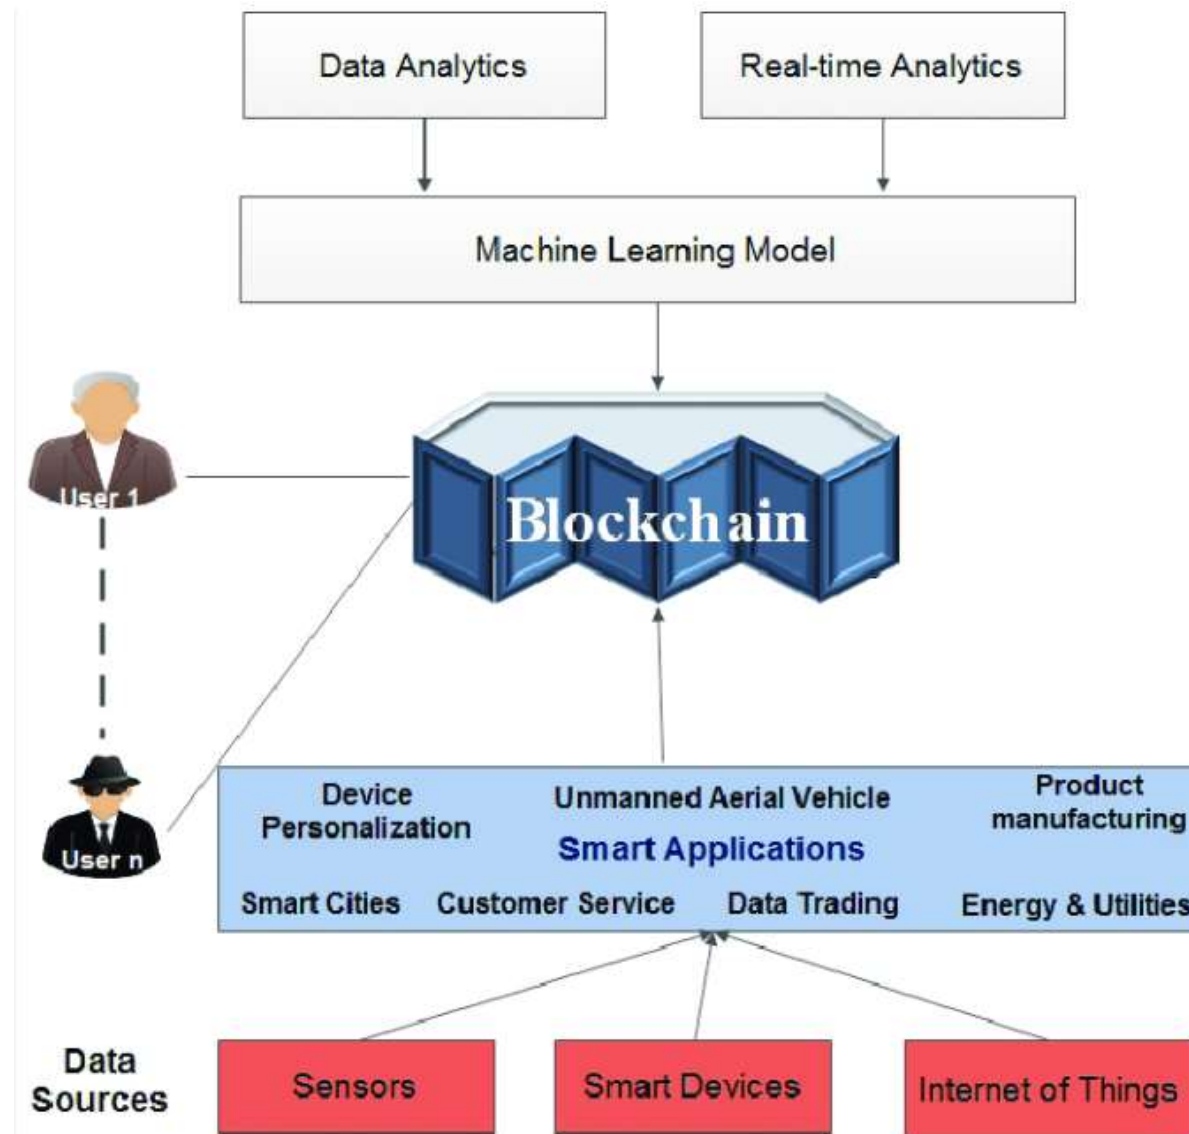 Data Analytics
Real-time Analytics
Machine Learning Model
User 1
Blockchain
User n
Device
Personalization
Unmanned Aerial Vehicle
Product
manufacturing
Smart Applications
Smart Cities
Customer Service
Data Trading
Energy & Utilities
Data
Sources
Sensors
Smart Devices
Internet of Things